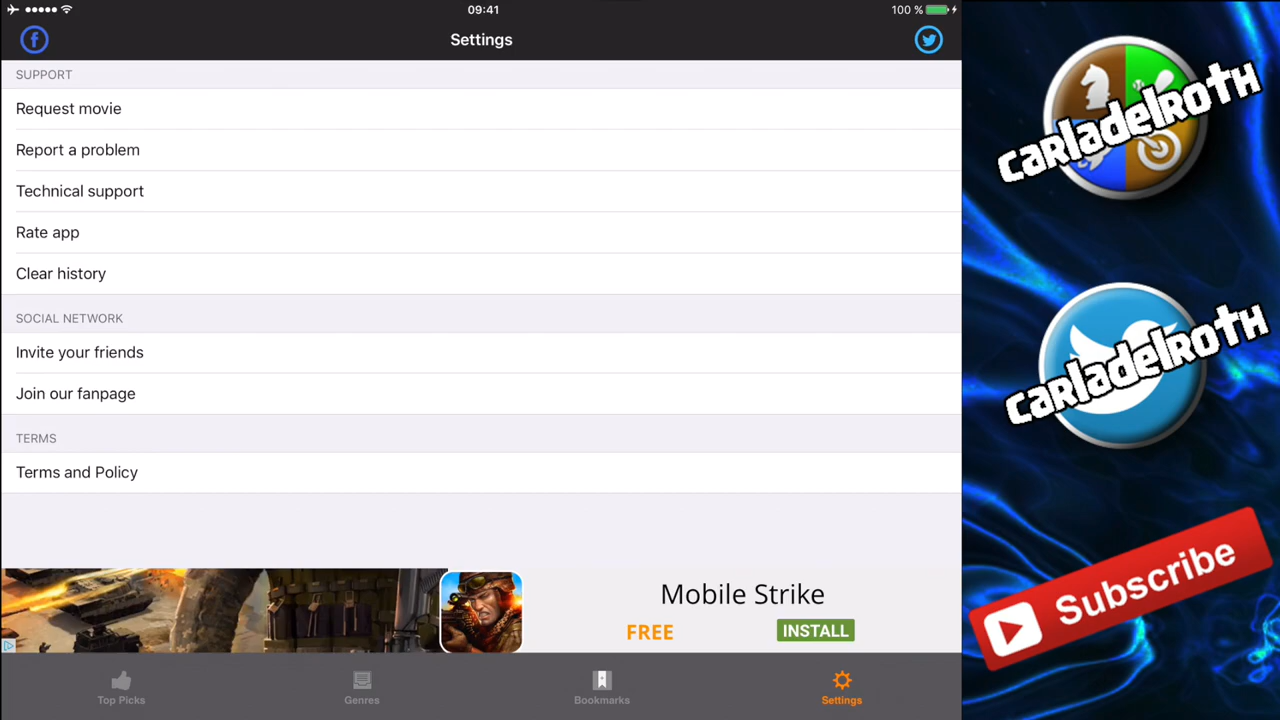 09:41
100 %
Settings
SUPPORT
Request movie
Report a problem
Technical support
Rate app
Clear history
SOCIAL NETWORK
Invite your friends
Join our fanpage
TERMS
Terms and Policy
Mobile Strike
FREE
INSTALL
Top Picks
Genres
Bookmarks
Settings
carladelroth
carladelroth
Subscribe